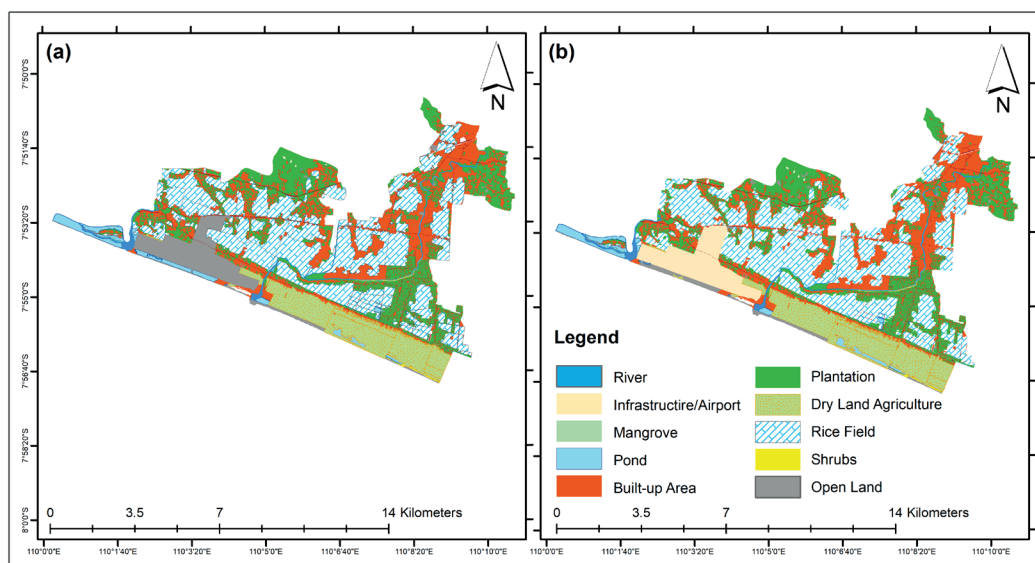 (a)
N
(b)
N
7°50'0"S
7°51'40"S
7°53'20"S
7°55'0"S
7°56'40"S
7°58'20"S
8°0'0"S
Legend
River
Infrastructire/Airport
Mangrove
Pond
Built-up Area
Plantation
Dry Land Agriculture
Rice Field
Shrubs
Open Land
0 3.5 7 14 Kilometers
0 3.5 7 14 Kilometers
110°0'0"E 110°1'40"E 110°3'20"E 110°5'0"E 110°6'40"E 110°8'20"E 110°10'0"E
110°0'0"E 110°1'40"E 110°3'20"E 110°5'0"E 110°6'40"E 110°8'20"E 110°10'0"E